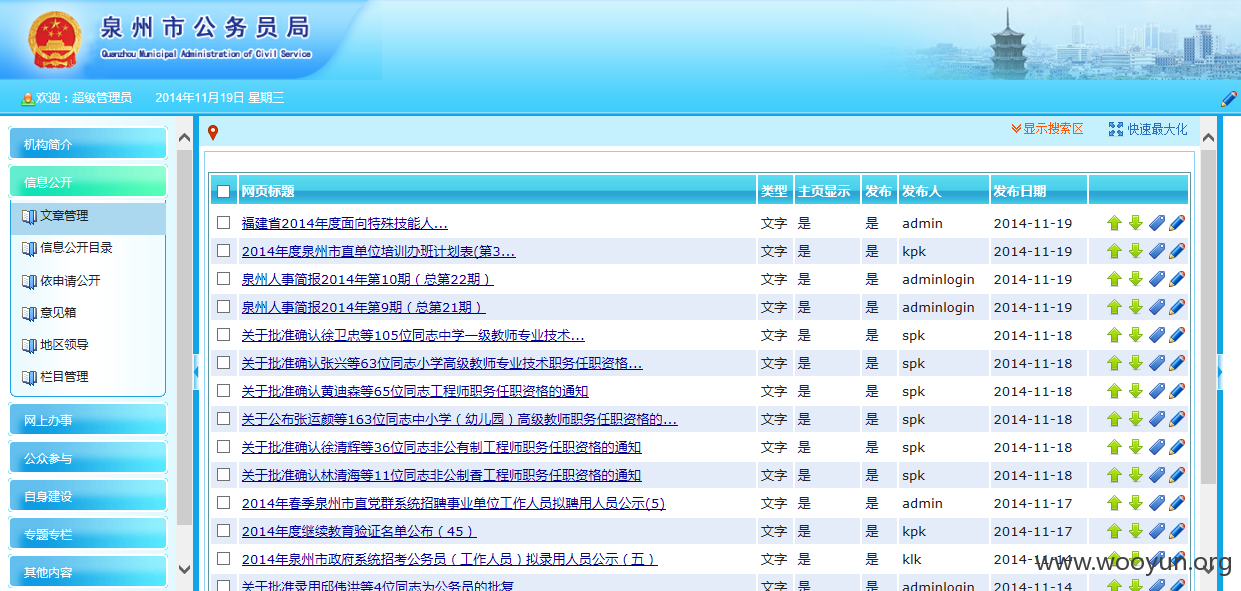 泉州市公务员局
Quanzhou Municipal Administration of Civil Service
欢迎：超级管理员 2014年11月19日 星期三
显示搜索区 快速最大化
机构简介
信息公开
文章管理
信息公开目录
依申请公开
意见箱
地区领导
栏目管理
网上办事
公众参与
自身建设
专题专栏
其他内容
网页标题 类型 主页显示 发布 发布人 发布日期
福建省2014年度面向特殊技能人... 文字 是 是 admin 2014-11-19
2014年度泉州市直单位培训办班计划表(第3... 文字 是 是 kpk 2014-11-19
泉州人事简报2014年第10期（总第22期） 文字 是 是 adminlogin 2014-11-19
泉州人事简报2014年第9期（总第21期） 文字 是 是 adminlogin 2014-11-19
关于批准确认徐卫忠等105位同志中学一级教师专业技术... 文字 是 是 spk 2014-11-18
关于批准确认张兴等63位同志小学高级教师专业技术职务任职资格... 文字 是 是 spk 2014-11-18
关于批准确认黄迪森等65位同志工程师职务任职资格的通知 文字 是 是 spk 2014-11-18
关于公布张运颜等163位同志中小学（幼儿园）高级教师职务任职资格的... 文字 是 是 spk 2014-11-18
关于批准确认徐清辉等36位同志非公有制工程师职务任职资格的通知 文字 是 是 spk 2014-11-18
关于批准确认林清海等11位同志非公制善工程师职务任职资格的通知 文字 是 是 spk 2014-11-18
2014年春季泉州市直党群系统招聘事业单位工作人员拟聘用人员公示(5) 文字 是 是 admin 2014-11-17
2014年度继续教育验证名单公布（45） 文字 是 是 kpk 2014-11-17
2014年泉州市政府系统招考公务员（工作人员）拟录用人员公示（五） 文字 是 是 klk 2014-11-14
关于批准录用邱伟洪等4位同志为公务员的批复 文字 是 是 adminlogin 2014-11-14
www.wooyun.org